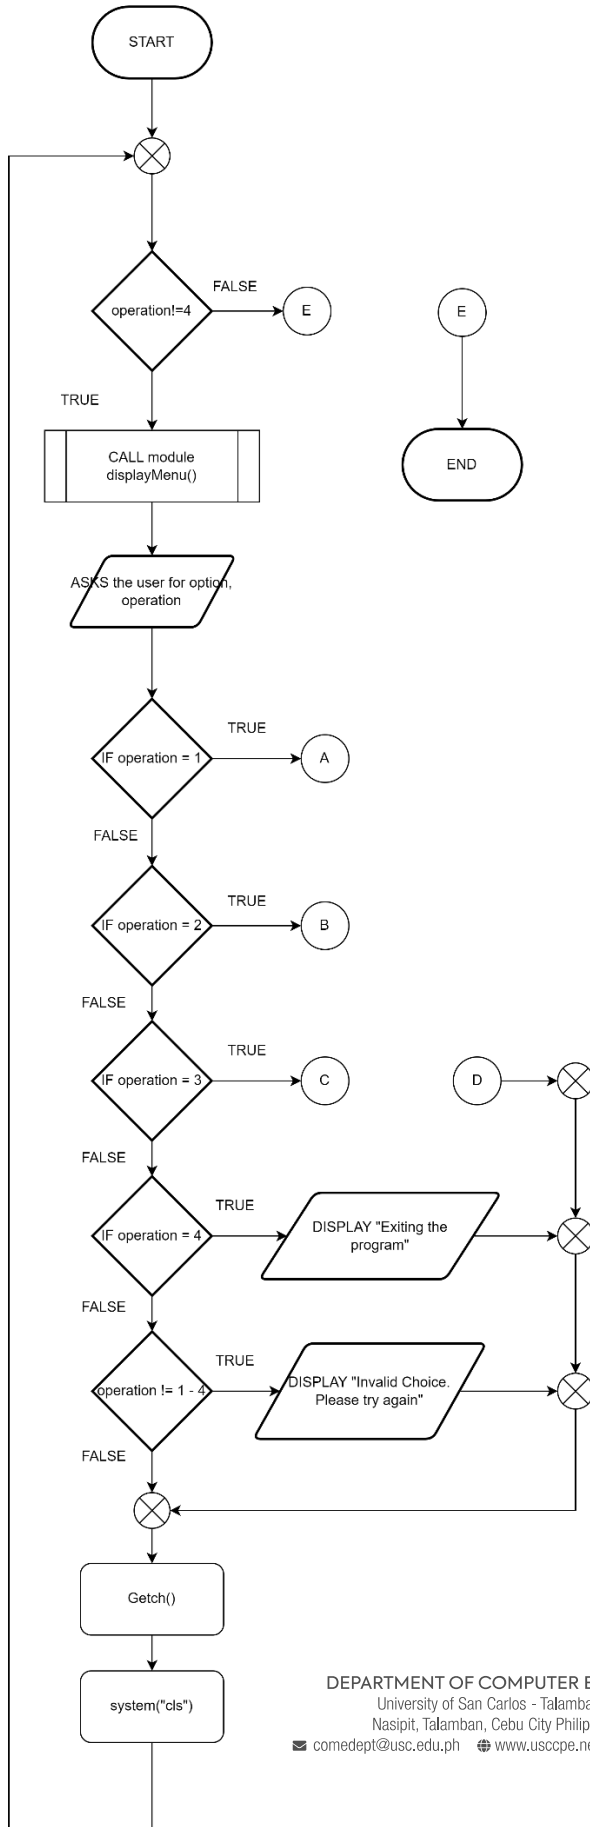 START
operation!=4
FALSE
E
E
TRUE
CALL module
displayMenu()
END
ASKS the user for option,
operation
TRUE
IF operation = 1
A
FALSE
TRUE
IF operation = 2
B
FALSE
TRUE
IF operation = 3
C
D
FALSE
TRUE
IF operation = 4
DISPLAY "Exiting the
program"
FALSE
TRUE
operation != 1 - 4
DISPLAY "Invalid Choice.
Please try again"
FALSE
Getch()
system("cls")
DEPARTMENT OF COMPUTER E
University of San Carlos - Talamba
Nasipit, Talamban, Cebu City Philip
comedept@usc.edu.ph www.usccpe.ne